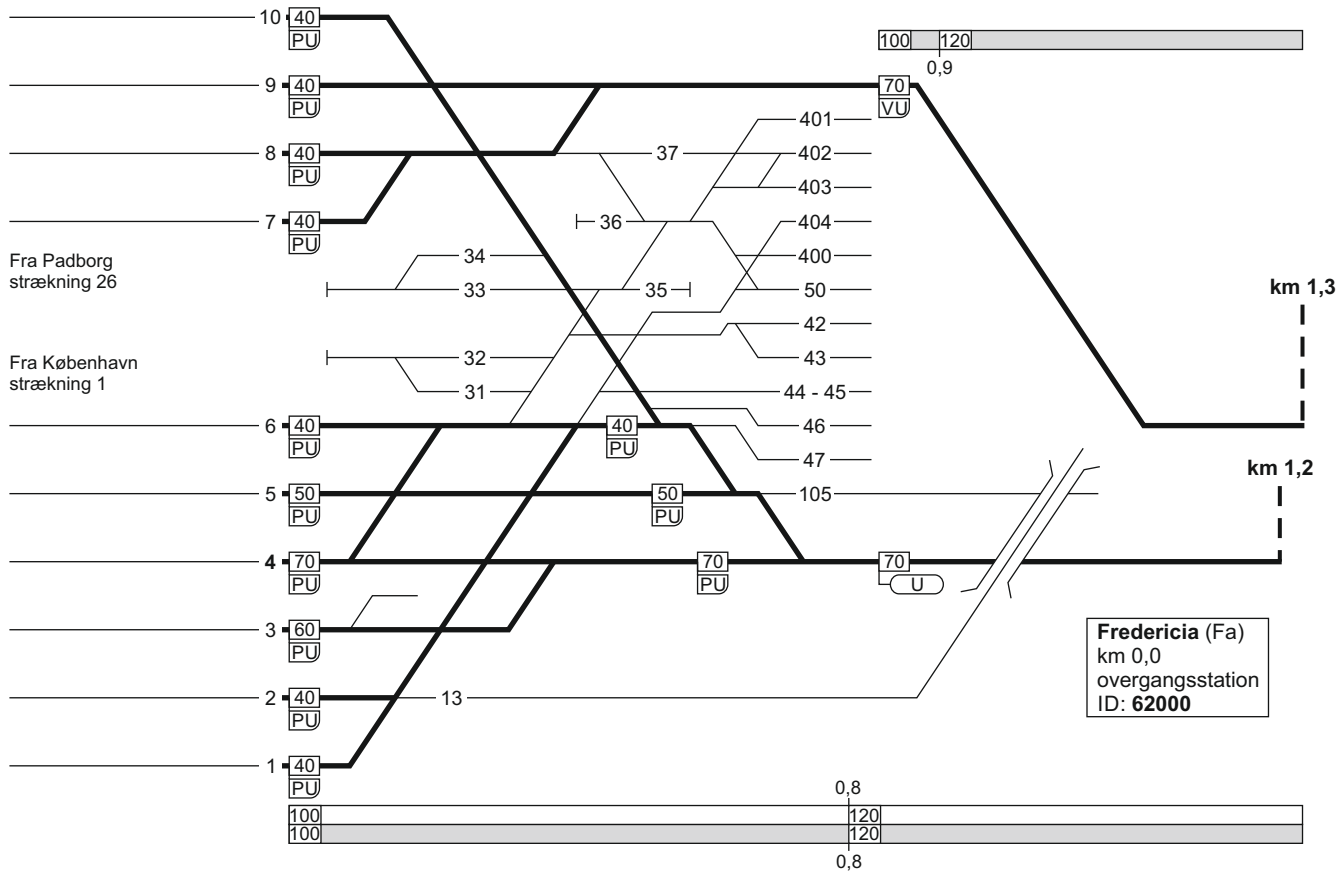 10 40
PU
100 120
0,9
9 40
PU
70
VU
401
8 40
PU
37
402
403
7 40
PU
36
404
Fra Padborg
strækning 26
34
400
33
35
50
km 1,3
42
Fra København
strækning 1
32
43
31
44 - 45
6 40
PU
40
PU
46
47
km 1,2
5 50
PU
50
PU
105
4 70
PU
70
PU
70
U
3 60
PU
Fredericia (Fa)
km 0,0
overgangsstation
ID: 62000
2 40
PU
13
1 40
PU
0,8
100 120
100 120
0,8